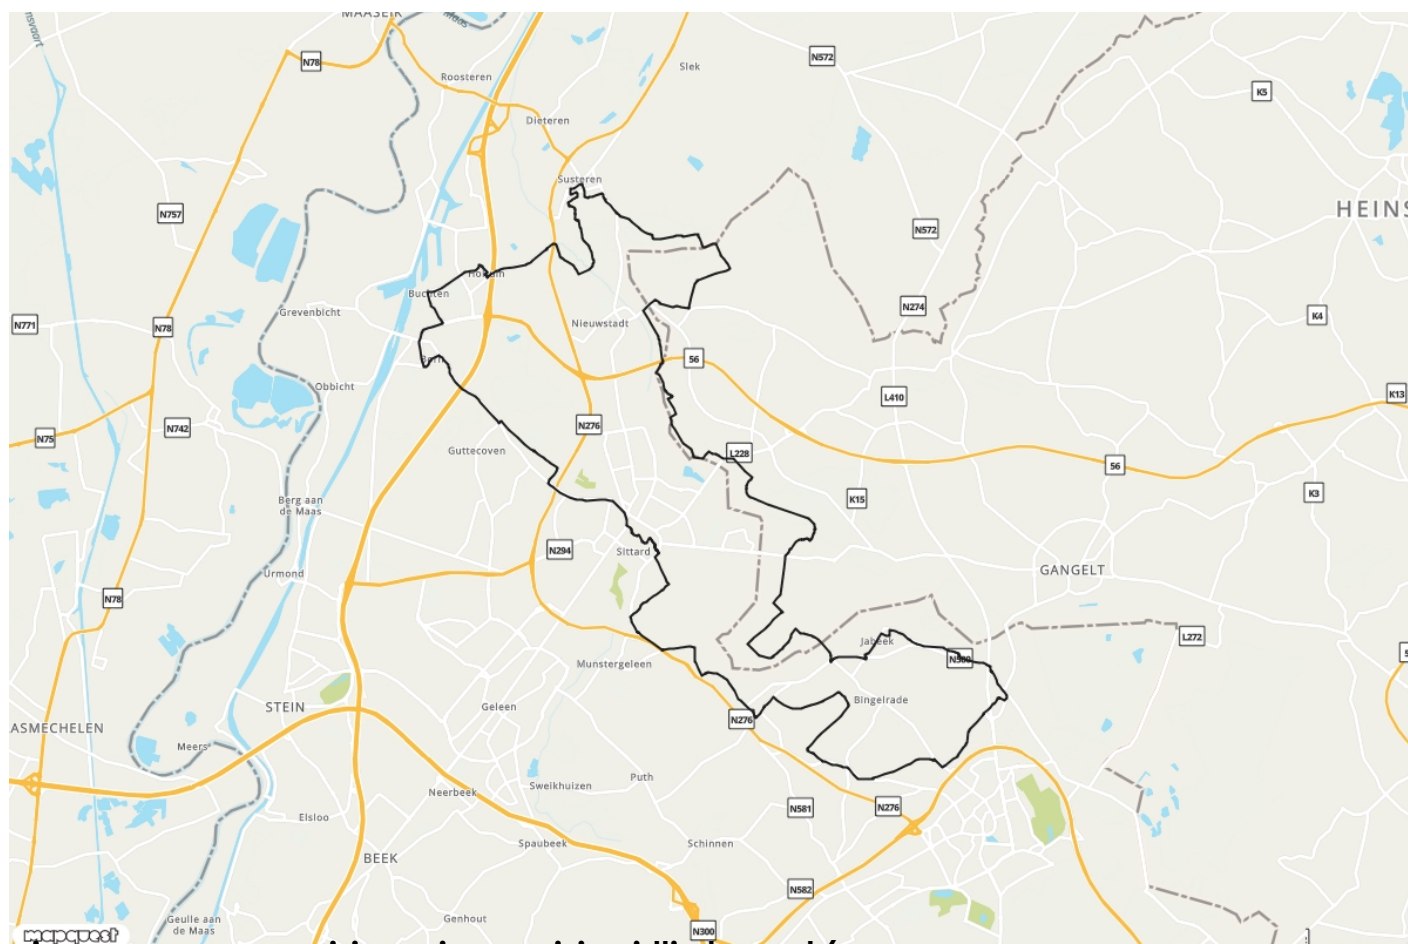 MAASEIK
Maas
N78
Roosteren
Slek
N572
K5
Dieteren
Susteren
N757
HEINS
N572
Holtum
Buchten
N274
Grevenbicht
K4
N771
N78
Nieuwstadt
56
Born
Obbicht
L410
K13
N742
N276
N75
Guttecoven
L228
56
K15
K3
Berg aan
de Maas
N294
Sittard
GANGELT
Urmond
N78
L272
Jabeek
Munstergeleen
N580
STEIN
Geleen
Bingelrade
N276
ASMECHELEN
Meers
Puth
Sweikhuizen
Neerbeek
N581
N276
Elsloo
Spaubeek
Schinnen
BEEK
N582
Genhout
Geulle aan
de Maas
N300
mapquest